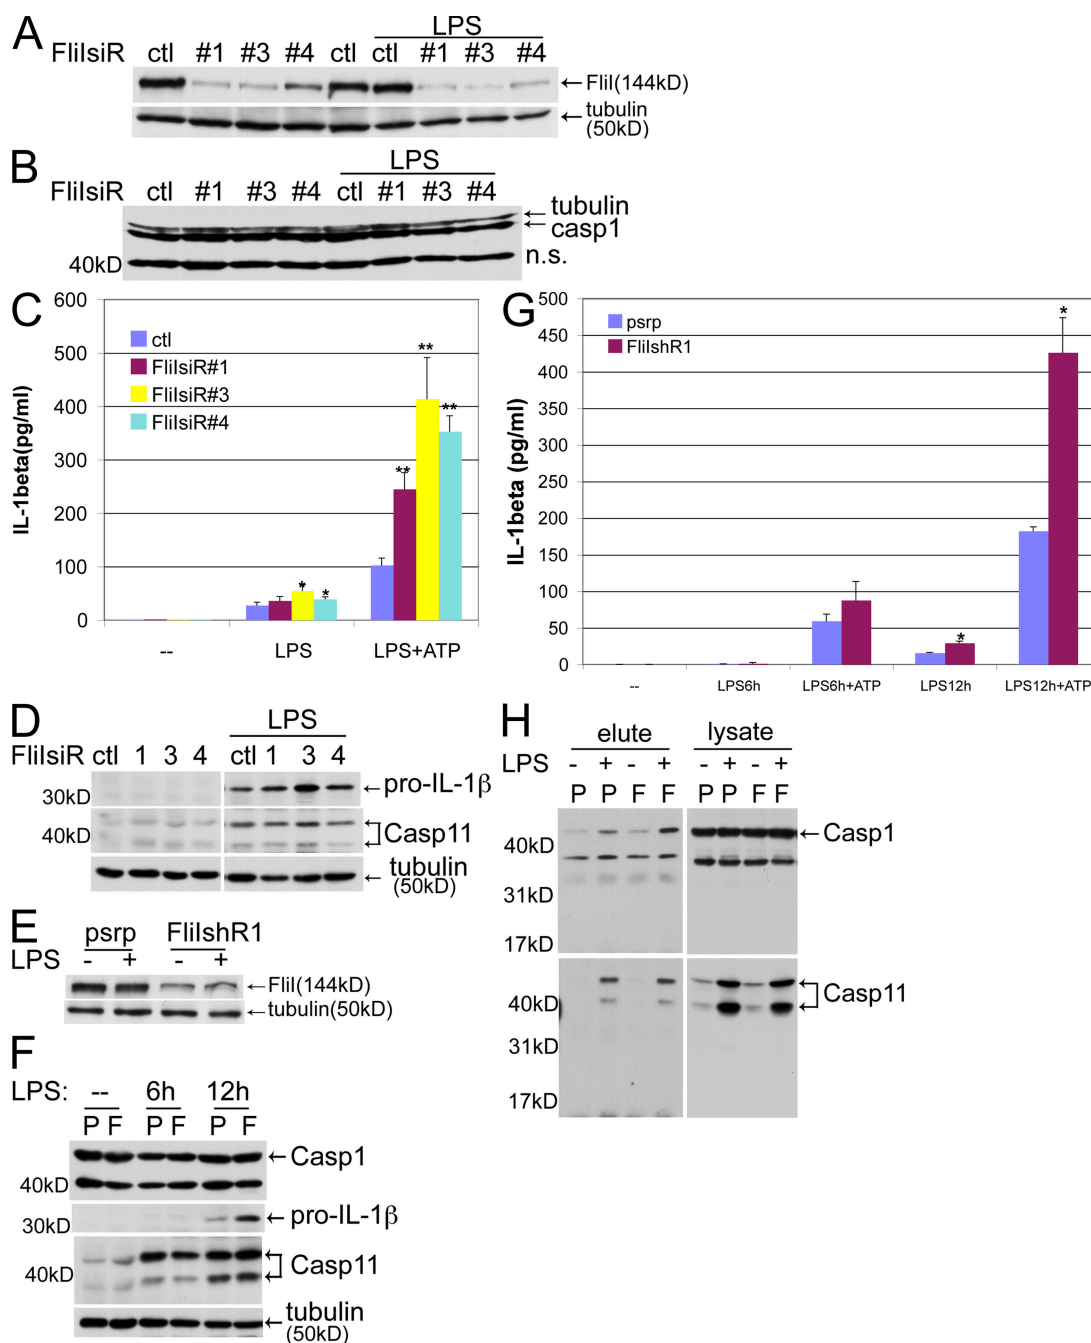 A
LPS
FliIsiR ctl #1 #3 #4 ctl ctl #1 #3 #4
←FliI(144kD)
←tubulin
(50kD)
B
LPS
FliIsiR ctl #1 #3 #4 ctl #1 #3 #4
←tubulin
←casp1
40kD
n.s.
C
600
500
400
300
200
100
0
IL-1beta(pg/ml)
ctl
FliIsiR#1
FliIsiR#3
FliIsiR#4
* *
** ** **
-- LPS LPS+ATP
G
500
450
400
350
300
250
200
150
100
50
0
IL-1beta (pg/ml)
psrp
FliIshR1
*
*
-- LPS6h LPS6h+ATP LPS12h LPS12h+ATP
D
LPS
FliIsiR ctl 1 3 4 ctl 1 3 4
←pro-IL-1β
30kD
40kD
Casp11
←tubulin
(50kD)
E
psrp FliIshR1
LPS - + - +
←FliI(144kD)
←tubulin(50kD)
F
LPS: -- 6h 12h
P F P F P F
←Casp1
40kD
←pro-IL-1β
30kD
Casp11
40kD
←tubulin
(50kD)
H
elute lysate
LPS - + - + - + - +
P P F F P P F F
←Casp1
40kD
31kD
17kD
Casp11
40kD
31kD
17kD